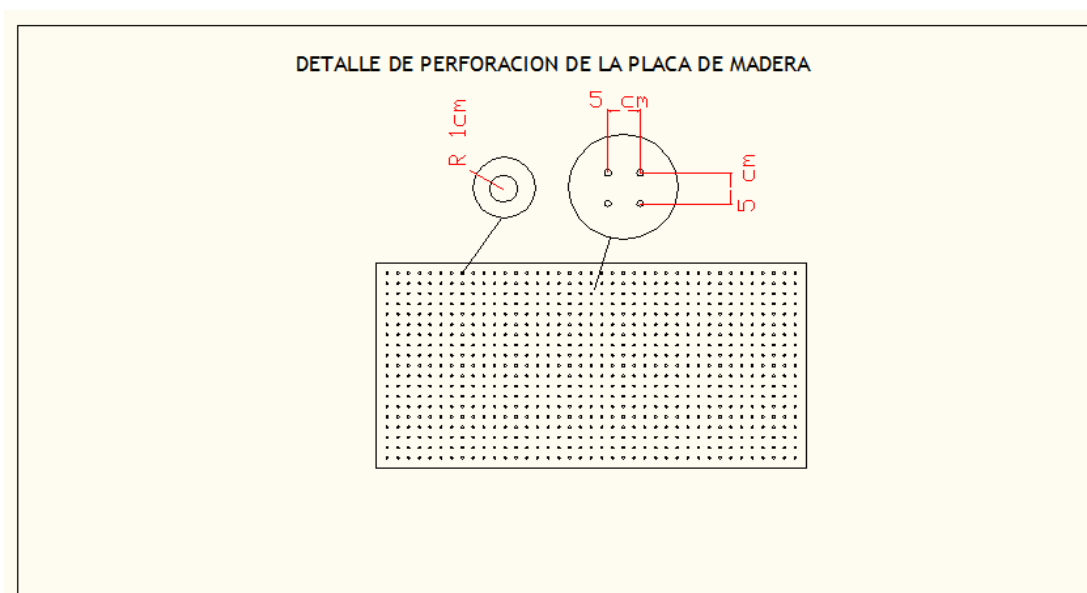 DETALLE DE PERFORACION DE LA PLACA DE MADERA
5 cm
R 1cm
5 cm